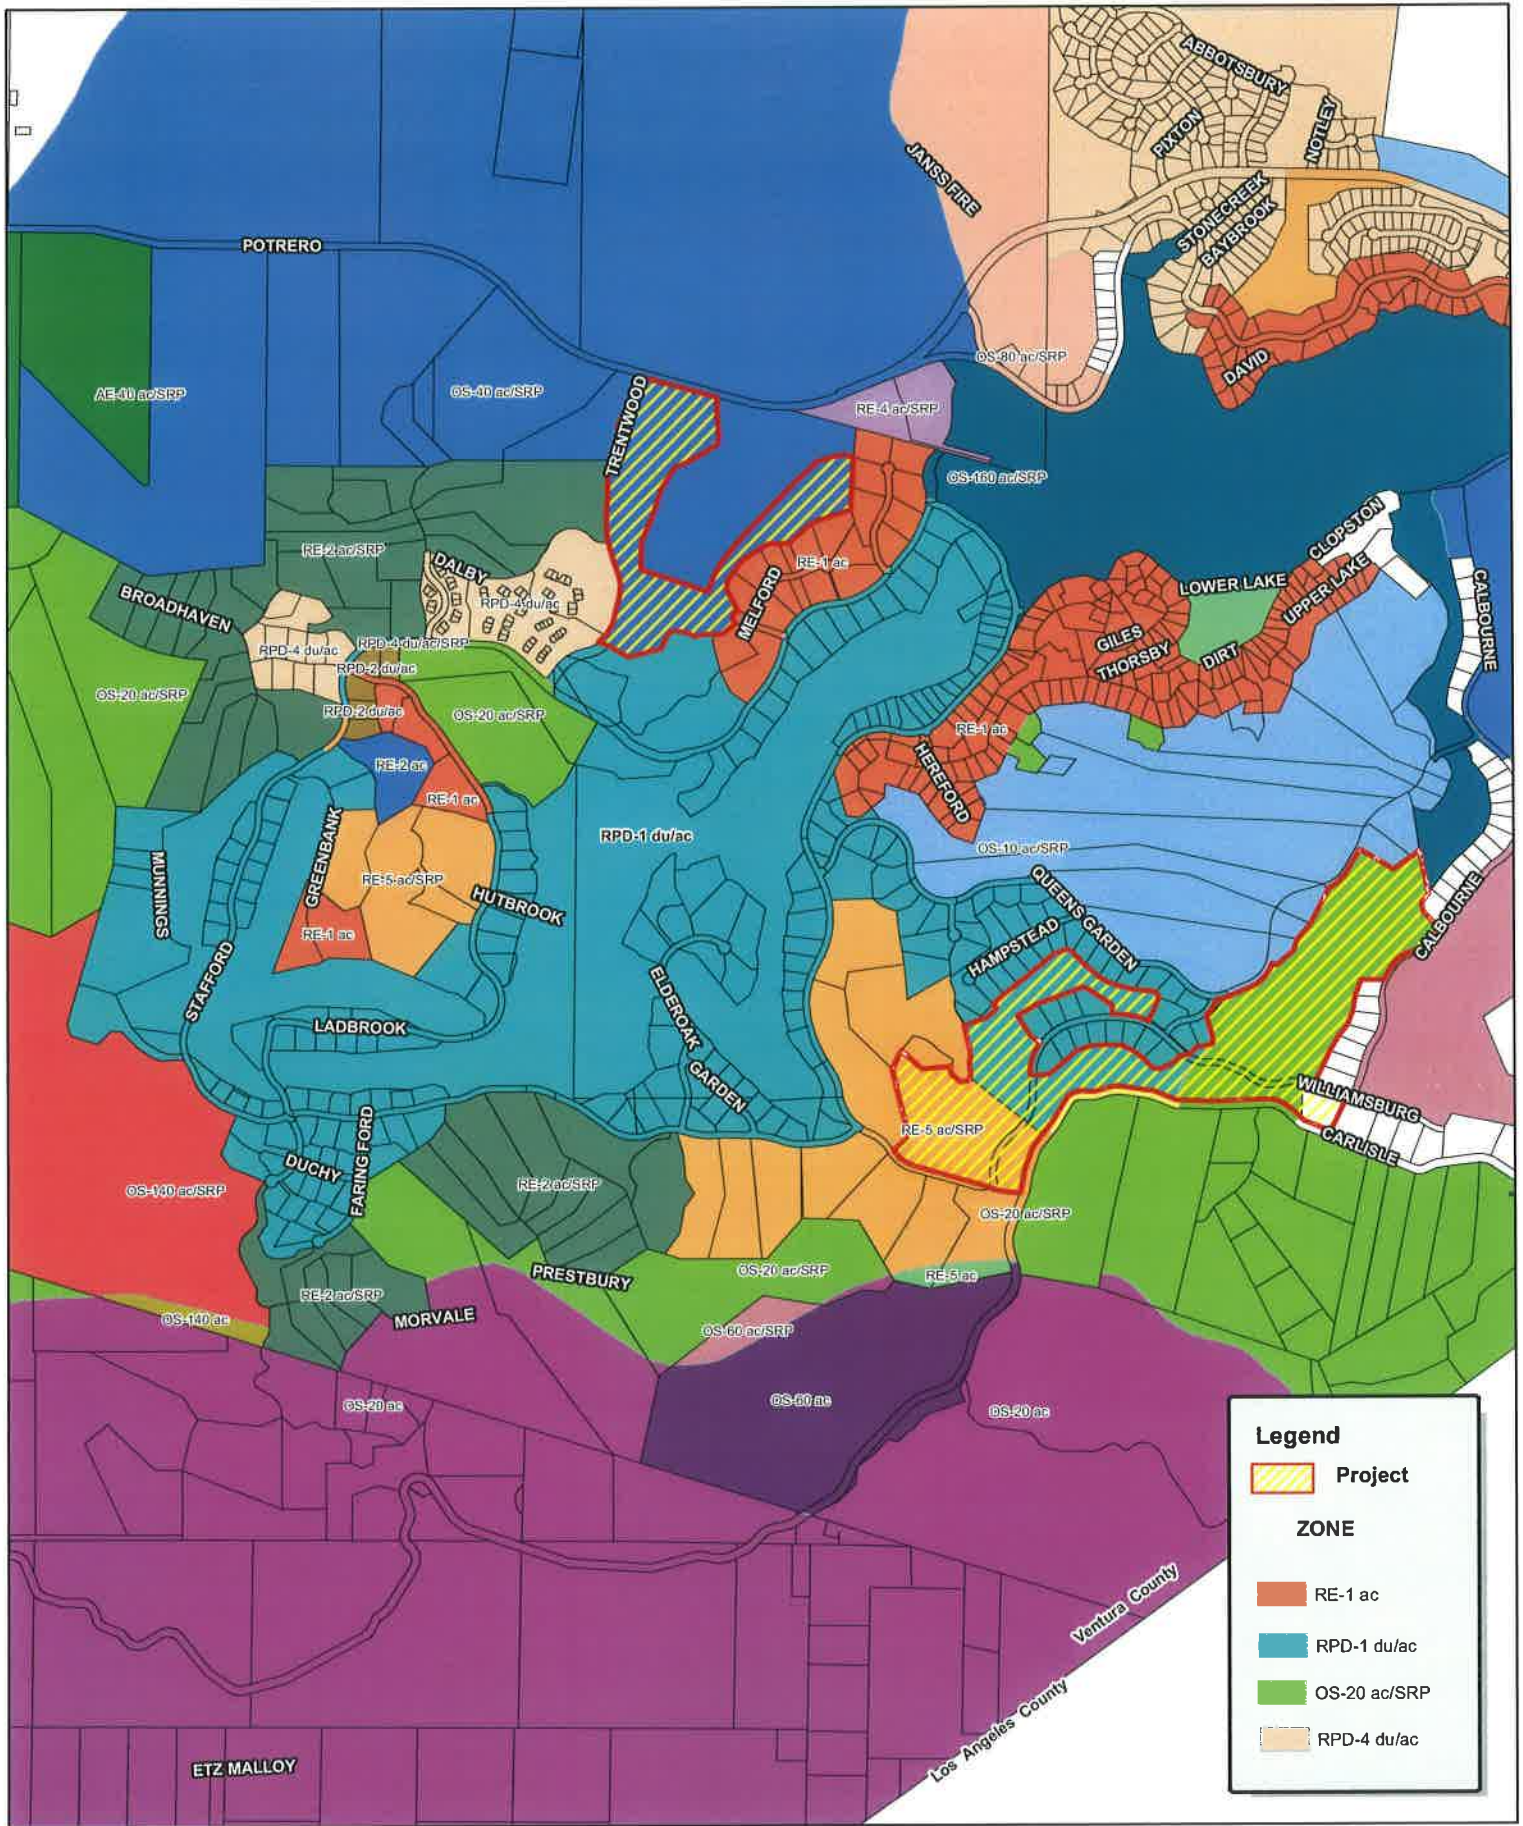 ABBOTSBURY
PIXTON
NOTLEY
JANSS FIRE
STONECREEK
BAYBROOK
POTRERO
OS-80 ac/SRP
DAVID
AE-40 ac/SRP
OS-40 ac/SRP
TRENTWOOD
RE-4 ac/SRP
OS-160 ac/SRP
CLOPSTON
RE-2 ac/SRP
DALBY
RE-1 ac
LOWER LAKE
UPPER LAKE
CALBOURNE
BROADHAVEN
RPD-4 du/ac
MELFORD
GILES
THORSBY
DIRT
RPD-4 du/ac
RPD-4 du/ac/SRP
RPD-2 du/ac
OS-20 ac/SRP
RPD-2 du/ac
OS-20 ac/SRP
RE-1 ac
HEREFORD
RE-2 ac
RE-1 ac
RPD-1 du/ac
OS-10 ac/SRP
GREENBANK
MUNNINGS
RE-5 ac/SRP
HUTBROOK
QUEENS GARDEN
CALBOURNE
RE-1 ac
HAMPSTEAD
STAFFORD
ELDEROAK
LADBROOK
GARDEN
WILLIAMSBURG
RE-5 ac/SRP
CARLISLE
FARING FORD
DUCHY
OS-140 ac/SRP
RE-2 ac/SRP
OS-20 ac/SRP
PRESTBURY
OS-20 ac/SRP
RE-5 ac
RE-2 ac/SRP
OS-140 ac
MORVALE
OS-60 ac/SRP
OS-20 ac
OS-60 ac
OS-20 ac
Legend
Project
ZONE
RE-1 ac
RPD-1 du/ac
OS-20 ac/SRP
RPD-4 du/ac
Ventura County
Los Angeles County
ETZ MALLOY